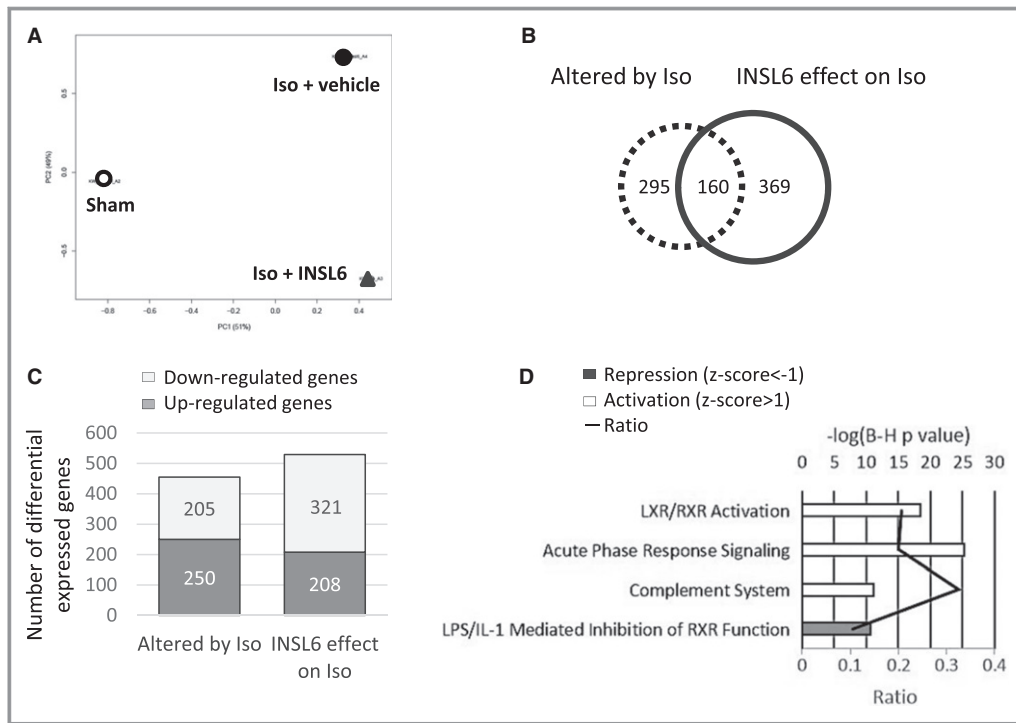 A
Iso + vehicle
Sham
Iso + INSL6
PC2 (49%)
0.5
0.0
-0.5
-0.8 -0.6 -0.4 -0.2 0.0 0.2 0.4
PC1 (51%)
B
Altered by Iso INSL6 effect on Iso
295 160 369
C
Down-regulated genes
Up-regulated genes
Number of differential
expressed genes
600
500
400
300
200
100
0
205 321
250 208
Altered by Iso INSL6 effect
on Iso
D
Repression (z-score<-1)
Activation (z-score>1)
Ratio
-log(B-H p value)
0 5 10 15 20 25 30
LXR/RXR Activation
Acute Phase Response Signaling
Complement System
LPS/IL-1 Mediated Inhibition of RXR Function
0 0.1 0.2 0.3 0.4
Ratio